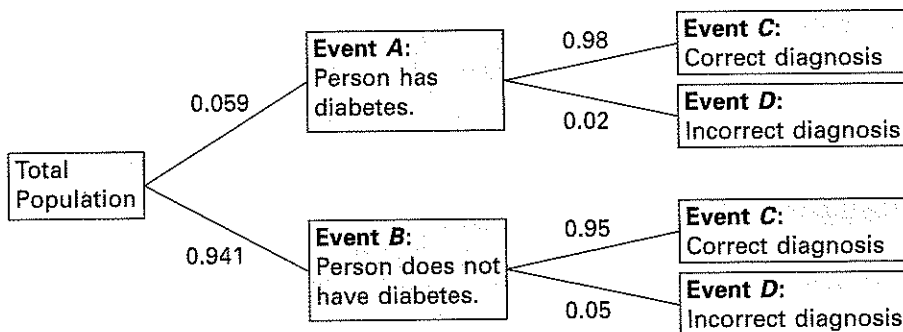 Event A:
Person has
diabetes.
0.059
0.98
Event C:
Correct diagnosis
0.02
Event D:
Incorrect diagnosis
Total
Population
0.941
Event B:
Person does not
have diabetes.
0.95
Event C:
Correct diagnosis
0.05
Event D:
Incorrect diagnosis